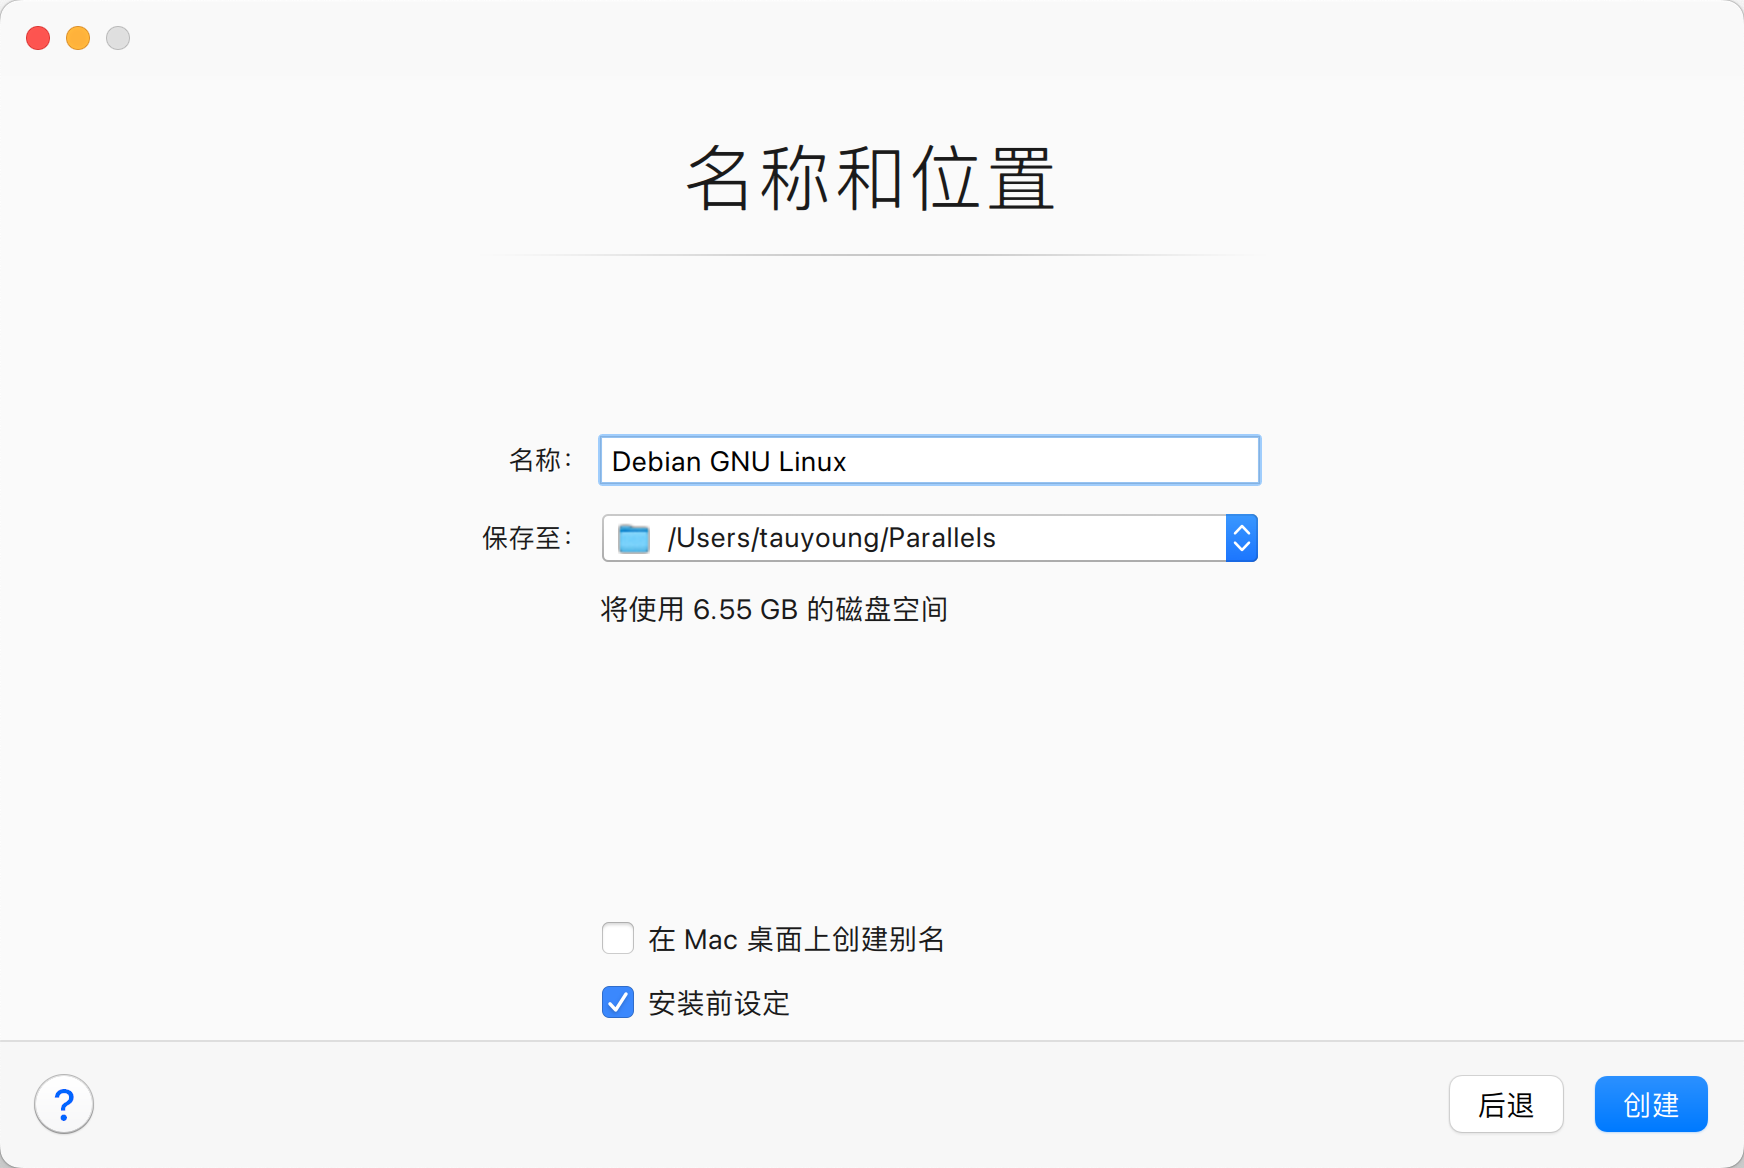 名称和位置
名称：
Debian GNU Linux
保存至：
/Users/tauyoung/Parallels
将使用 6.55 GB 的磁盘空间
在 Mac 桌面上创建别名
安装前设定
?
后退
创建